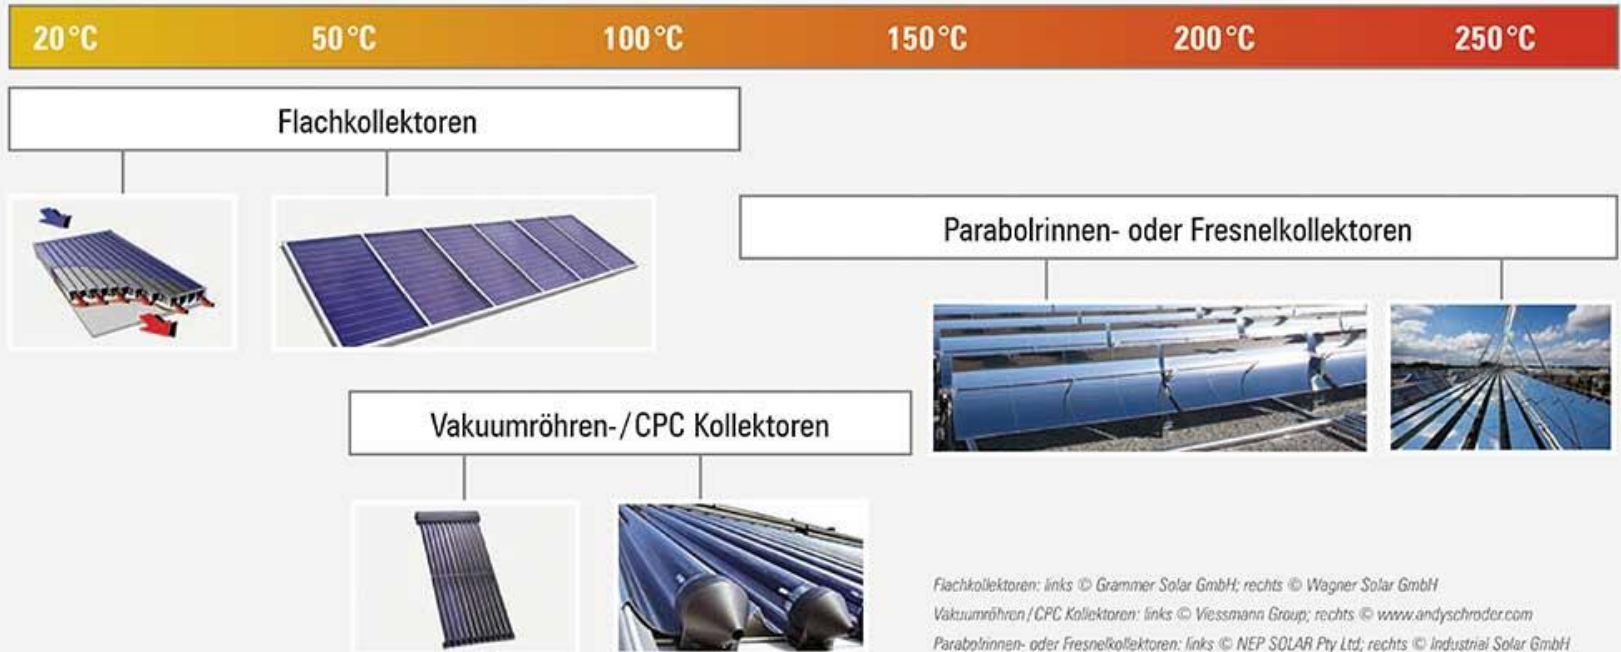 20°C 50°C 100°C 150°C 200°C 250°C
Flachkollektoren
Parabolrinnen- oder Fresnelkollektoren
Vakuumröhren-/CPC Kollektoren
Flachkollektoren: links © Grammer Solar GmbH; rechts © Wagner Solar GmbH
Vakuumröhren/CPC Kollektoren: links © Viessmann Group; rechts © www.andyschroder.com
Parabolrinnen- oder Fresnelkollektoren: links © NEP SOLAR Pty Ltd; rechts © Industrial Solar GmbH